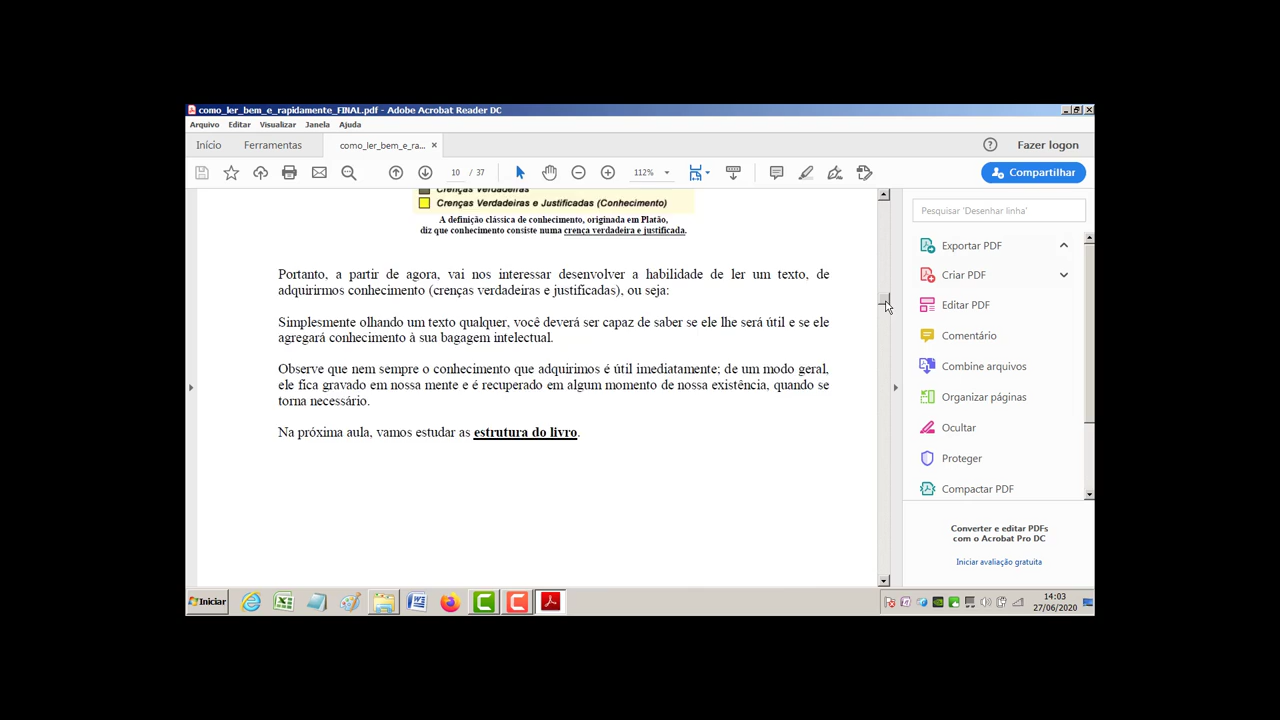 como_ler_bem_e_rapidamente_FINAL.pdf - Adobe Acrobat Reader DC
Arquivo Editar Visualizar Janela Ajuda
Início Ferramentas como_ler_bem_e_ra... × Fazer logon
10 / 37 112% Compartilhar
Crenças Verdadeiras
Crenças Verdadeiras e Justificadas (Conhecimento)
A definição clássica de conhecimento, originada em Platão,
diz que conhecimento consiste numa crença verdadeira e justificada.
Portanto, a partir de agora, vai nos interessar desenvolver a habilidade de ler um texto, de
adquirirmos conhecimento (crenças verdadeiras e justificadas), ou seja:
Simplesmente olhando um texto qualquer, você deverá ser capaz de saber se ele lhe será útil e se ele
agregará conhecimento à sua bagagem intelectual.
Observe que nem sempre o conhecimento que adquirimos é útil imediatamente; de um modo geral,
ele fica gravado em nossa mente e é recuperado em algum momento de nossa existência, quando se
torna necessário.
Na próxima aula, vamos estudar as estrutura do livro.
Pesquisar 'Desenhar linha'
Exportar PDF
Criar PDF
Editar PDF
Comentário
Combine arquivos
Organizar páginas
Ocultar
Proteger
Compactar PDF
Converter e editar PDFs
com o Acrobat Pro DC
Iniciar avaliação gratuita
Iniciar
14:03
27/06/2020